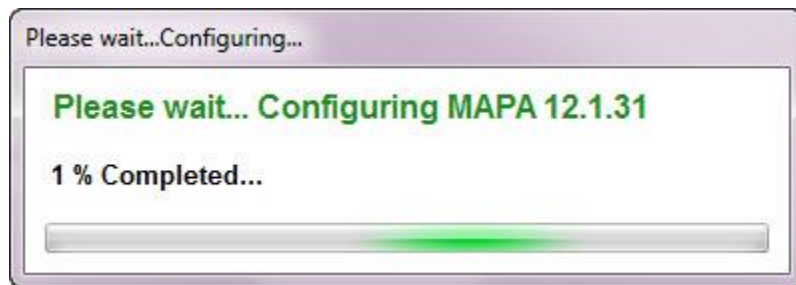 Please wait...Configuring...
Please wait... Configuring MAPA 12.1.31
1 % Completed...